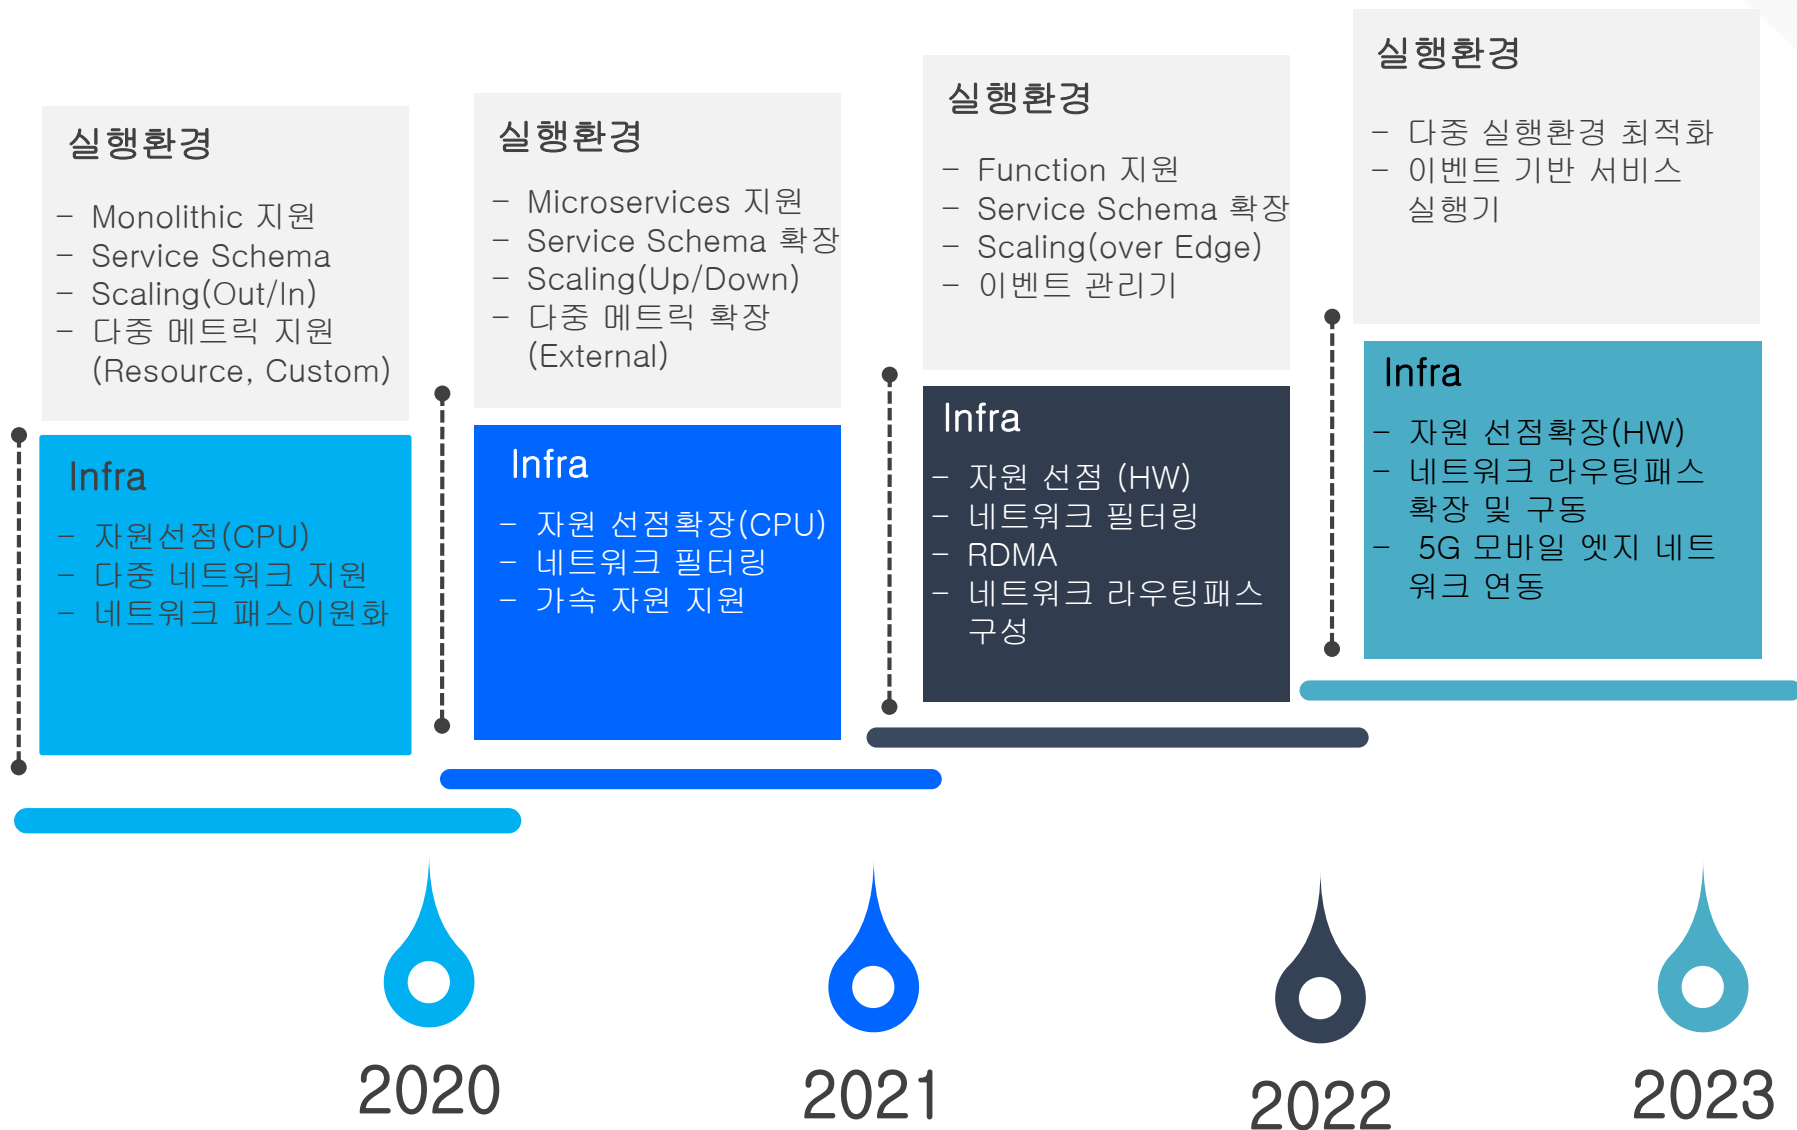 실행환경
- Monolithic 지원
- Service Schema
- Scaling(Out/In)
- 다중 메트릭 지원
(Resource, Custom)
Infra
- 자원선점(CPU)
- 다중 네트워크 지원
- 네트워크 패스이원화
실행환경
- Microservices 지원
- Service Schema 확장
- Scaling(Up/Down)
- 다중 메트릭 확장
(External)
Infra
- 자원 선점확장(CPU)
- 네트워크 필터링
- 가속 자원 지원
실행환경
- Function 지원
- Service Schema 확장
- Scaling(over Edge)
- 이벤트 관리기
Infra
- 자원 선점 (HW)
- 네트워크 필터링
- RDMA
- 네트워크 라우팅패스
구성
실행환경
- 다중 실행환경 최적화
- 이벤트 기반 서비스
실행기
Infra
- 자원 선점확장(HW)
- 네트워크 라우팅패스
확장 및 구동
- 5G 모바일 엣지 네트
워크 연동
2020
2021
2022
2023